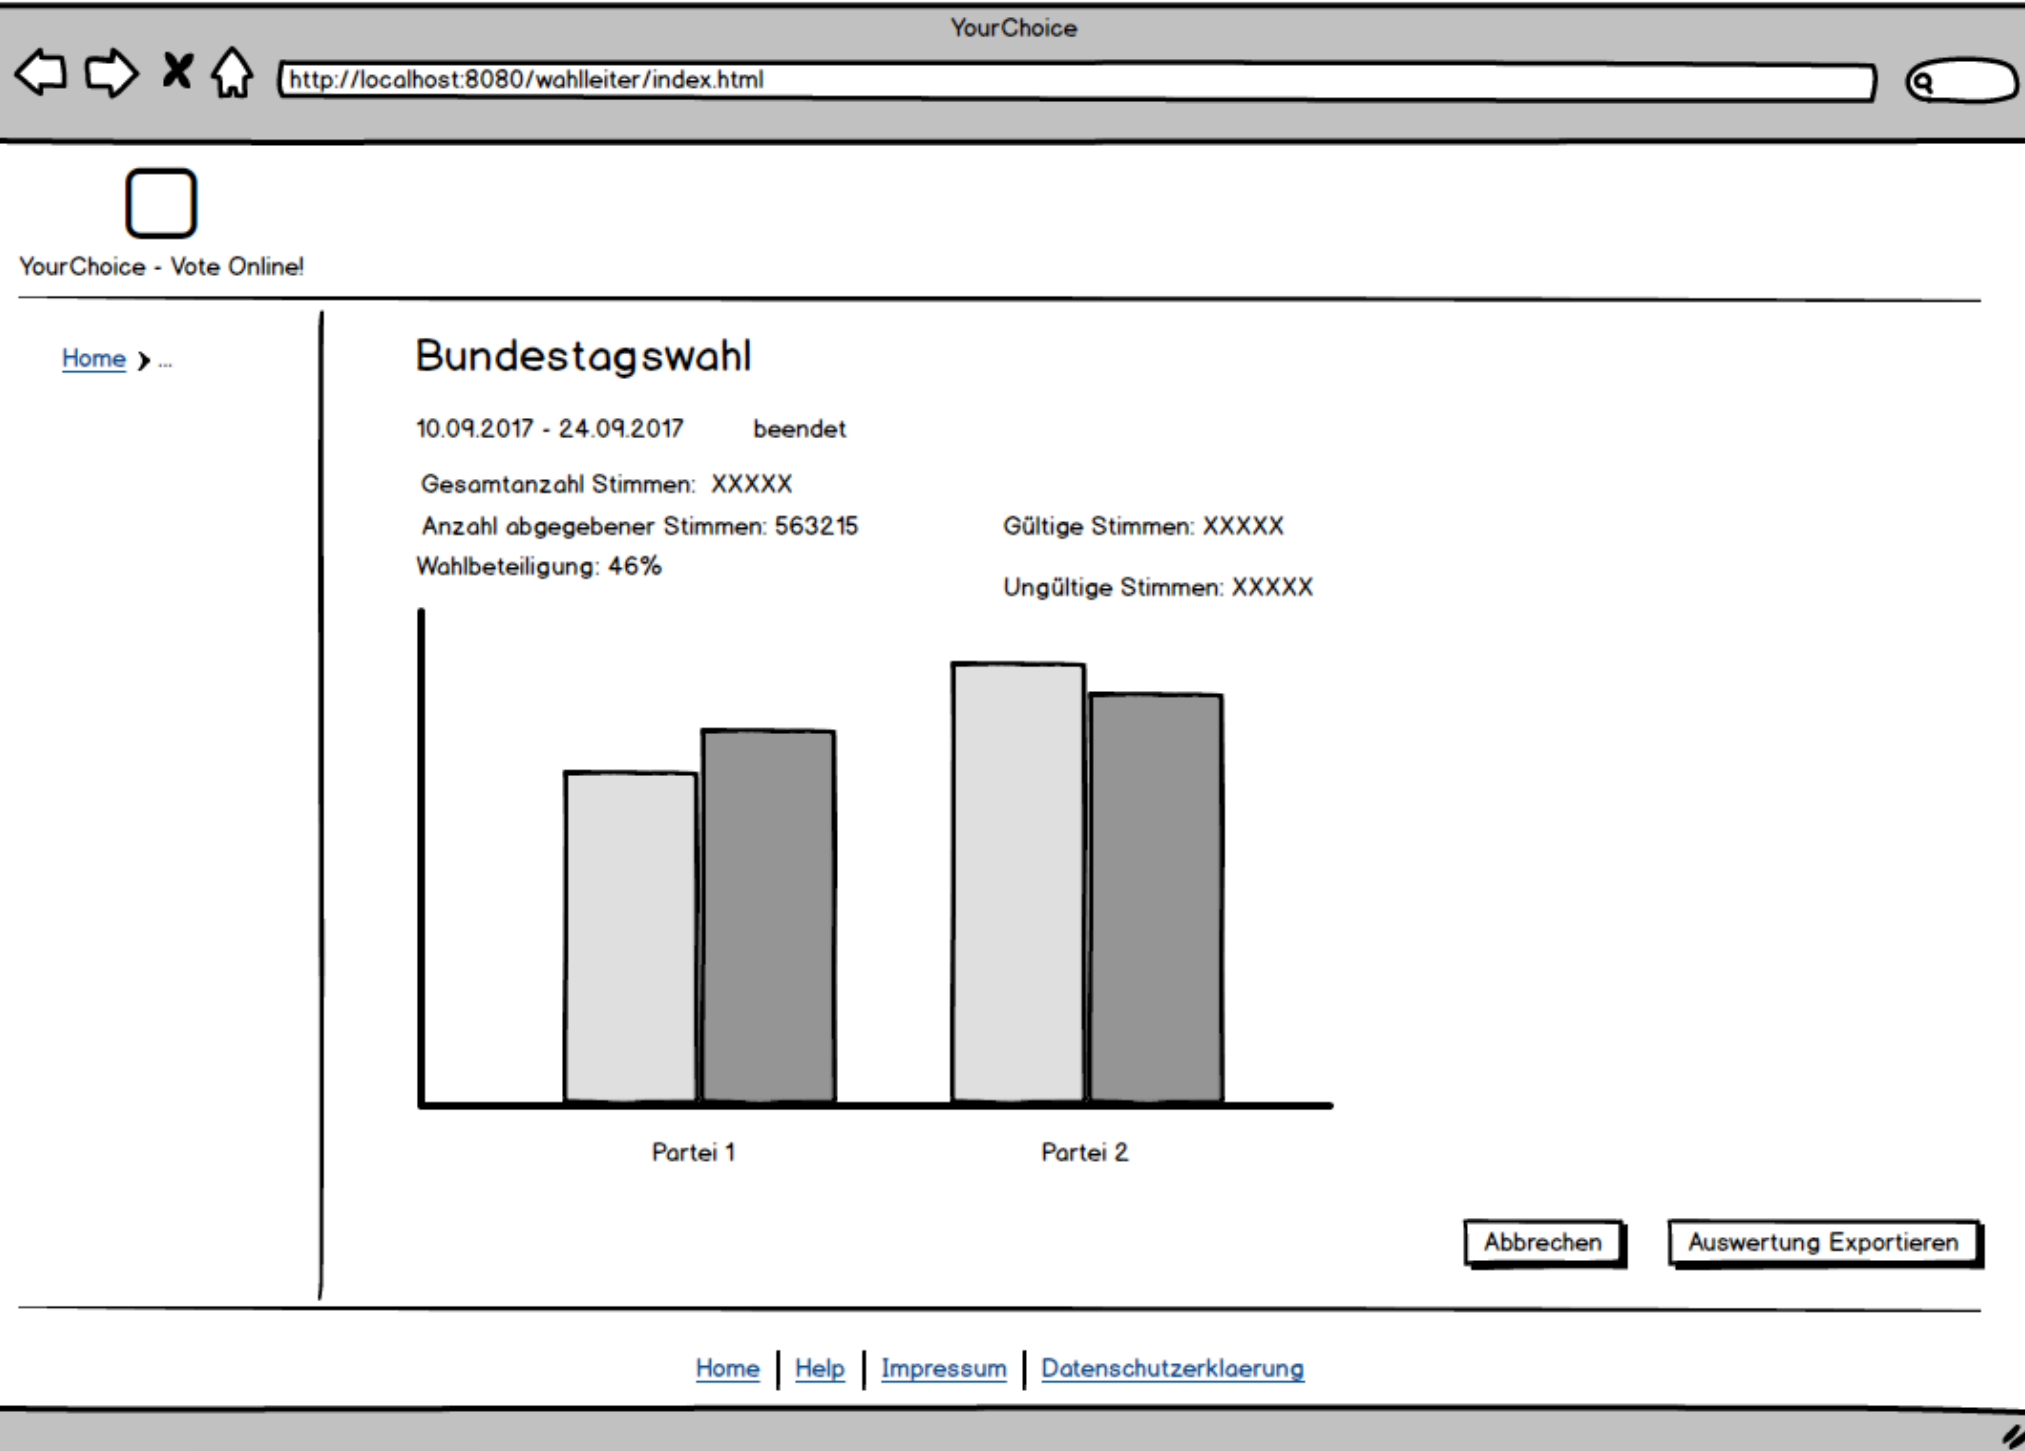 YourChoice
http://localhost:8080/wahlleiter/index.html
YourChoice - Vote Online!
Home > ...
Bundestagswahl
10.09.2017 - 24.09.2017 beendet
Gesamtanzahl Stimmen: XXXXX
Anzahl abgegebener Stimmen: 563215 Gültige Stimmen: XXXXX
Wahlbeteiligung: 46%
Ungültige Stimmen: XXXXX
Partei 1 Partei 2
Abbrechen Auswertung Exportieren
Home | Help | Impressum | Datenschutzerklaerung